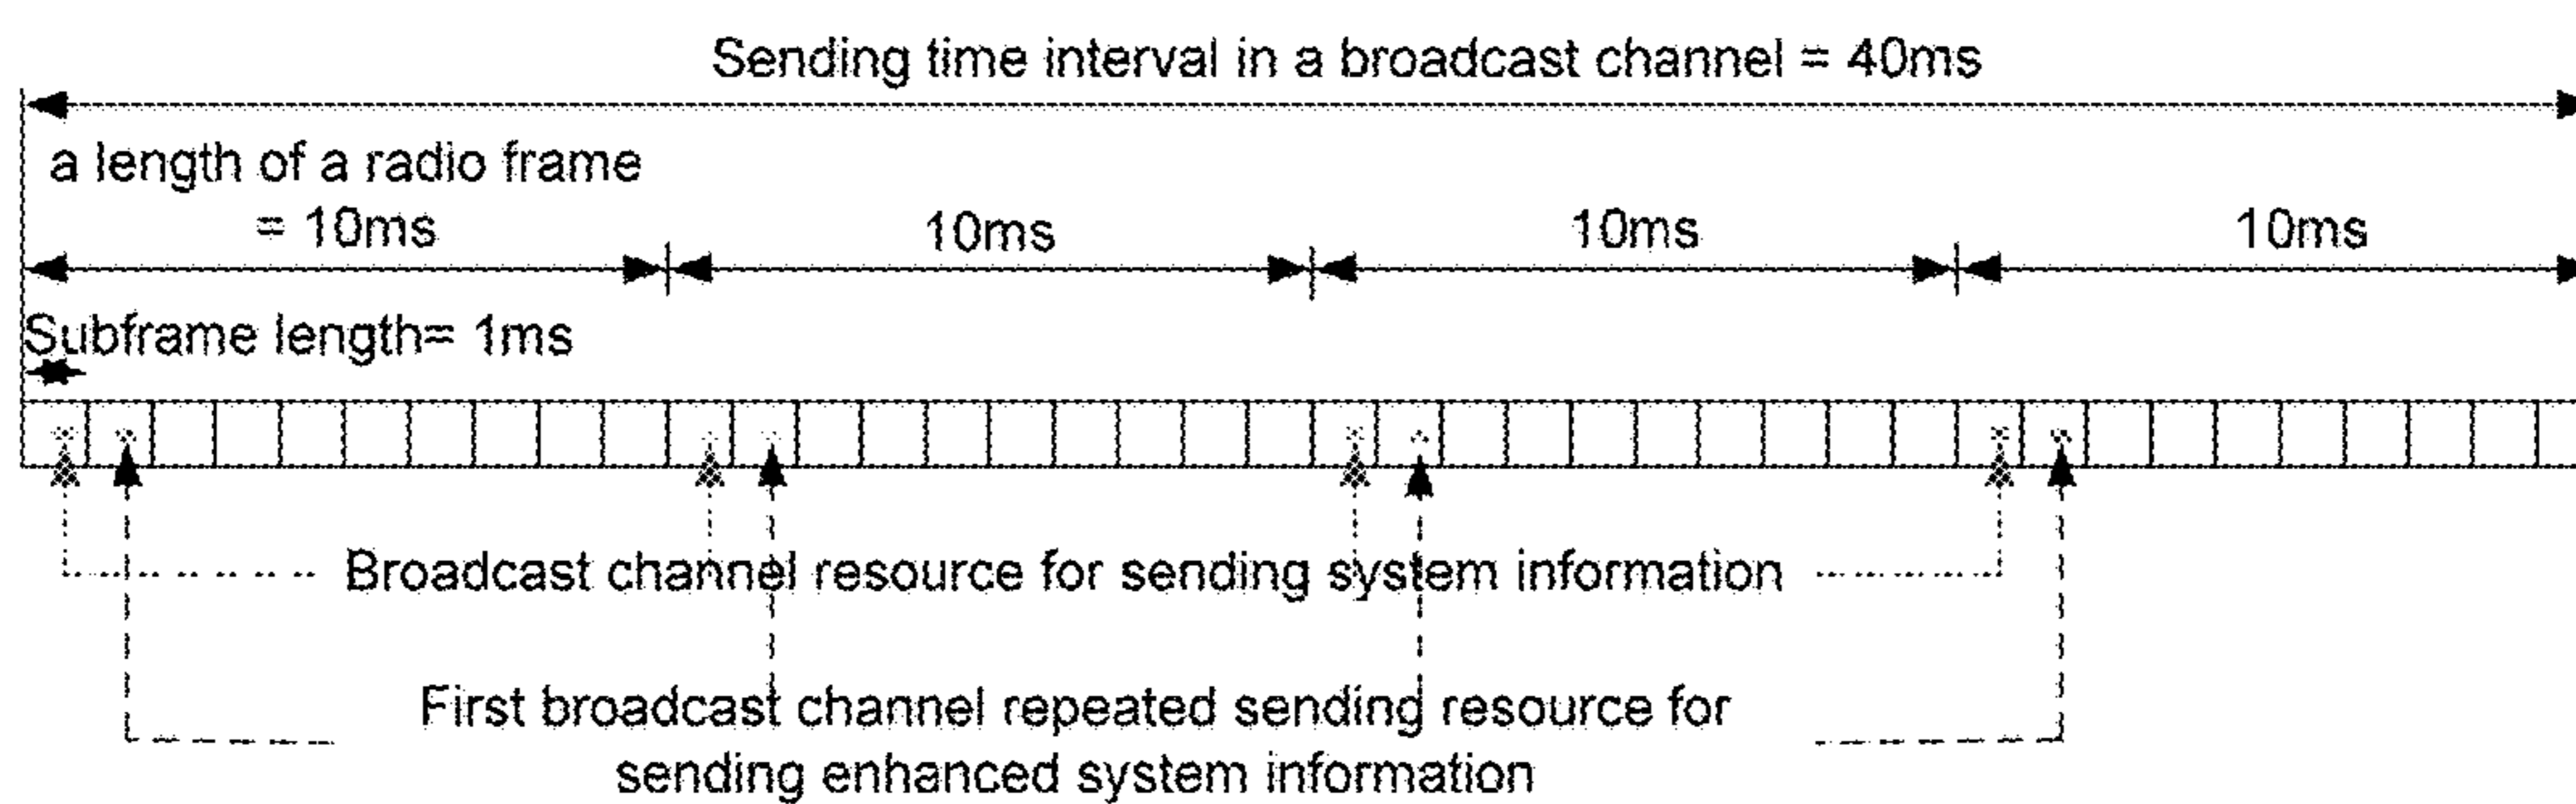 Sending time interval in a broadcast channel = 40ms
a length of a radio frame
= 10ms
10ms
10ms
10ms
Subframe length= 1ms
Broadcast channel resource for sending system information
First broadcast channel repeated sending resource for
sending enhanced system information